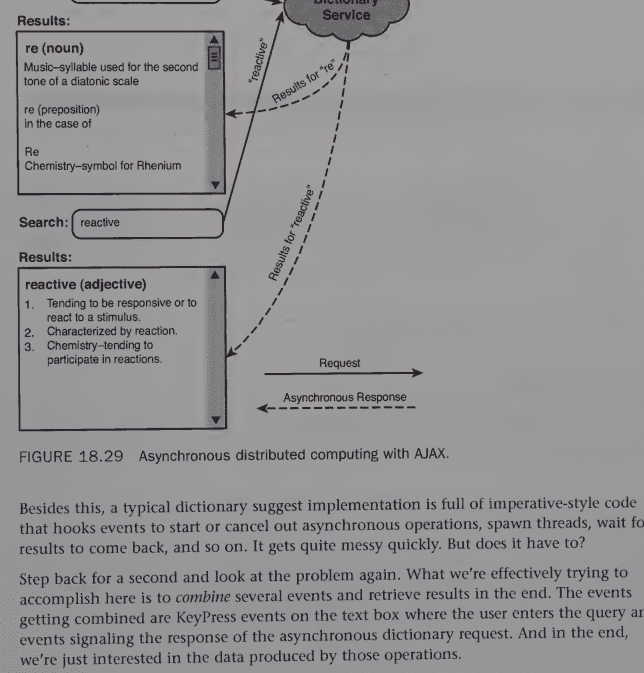 Dictionary
Service
Results:
re (noun)
Music–syllable used for the second
tone of a diatonic scale
re (preposition)
in the case of
Re
Chemistry–symbol for Rhenium
"reactive"
Results for "re"
Search: reactive
Results for "reactive"
Results:
reactive (adjective)
1. Tending to be responsive or to
react to a stimulus.
2. Characterized by reaction.
3. Chemistry–tending to
participate in reactions.
Request
Asynchronous Response
FIGURE 18.29 Asynchronous distributed computing with AJAX.
Besides this, a typical dictionary suggest implementation is full of imperative-style code
that hooks events to start or cancel out asynchronous operations, spawn threads, wait fo
results to come back, and so on. It gets quite messy quickly. But does it have to?
Step back for a second and look at the problem again. What we're effectively trying to
accomplish here is to combine several events and retrieve results in the end. The events
getting combined are KeyPress events on the text box where the user enters the query an
events signaling the response of the asynchronous dictionary request. And in the end,
we're just interested in the data produced by those operations.